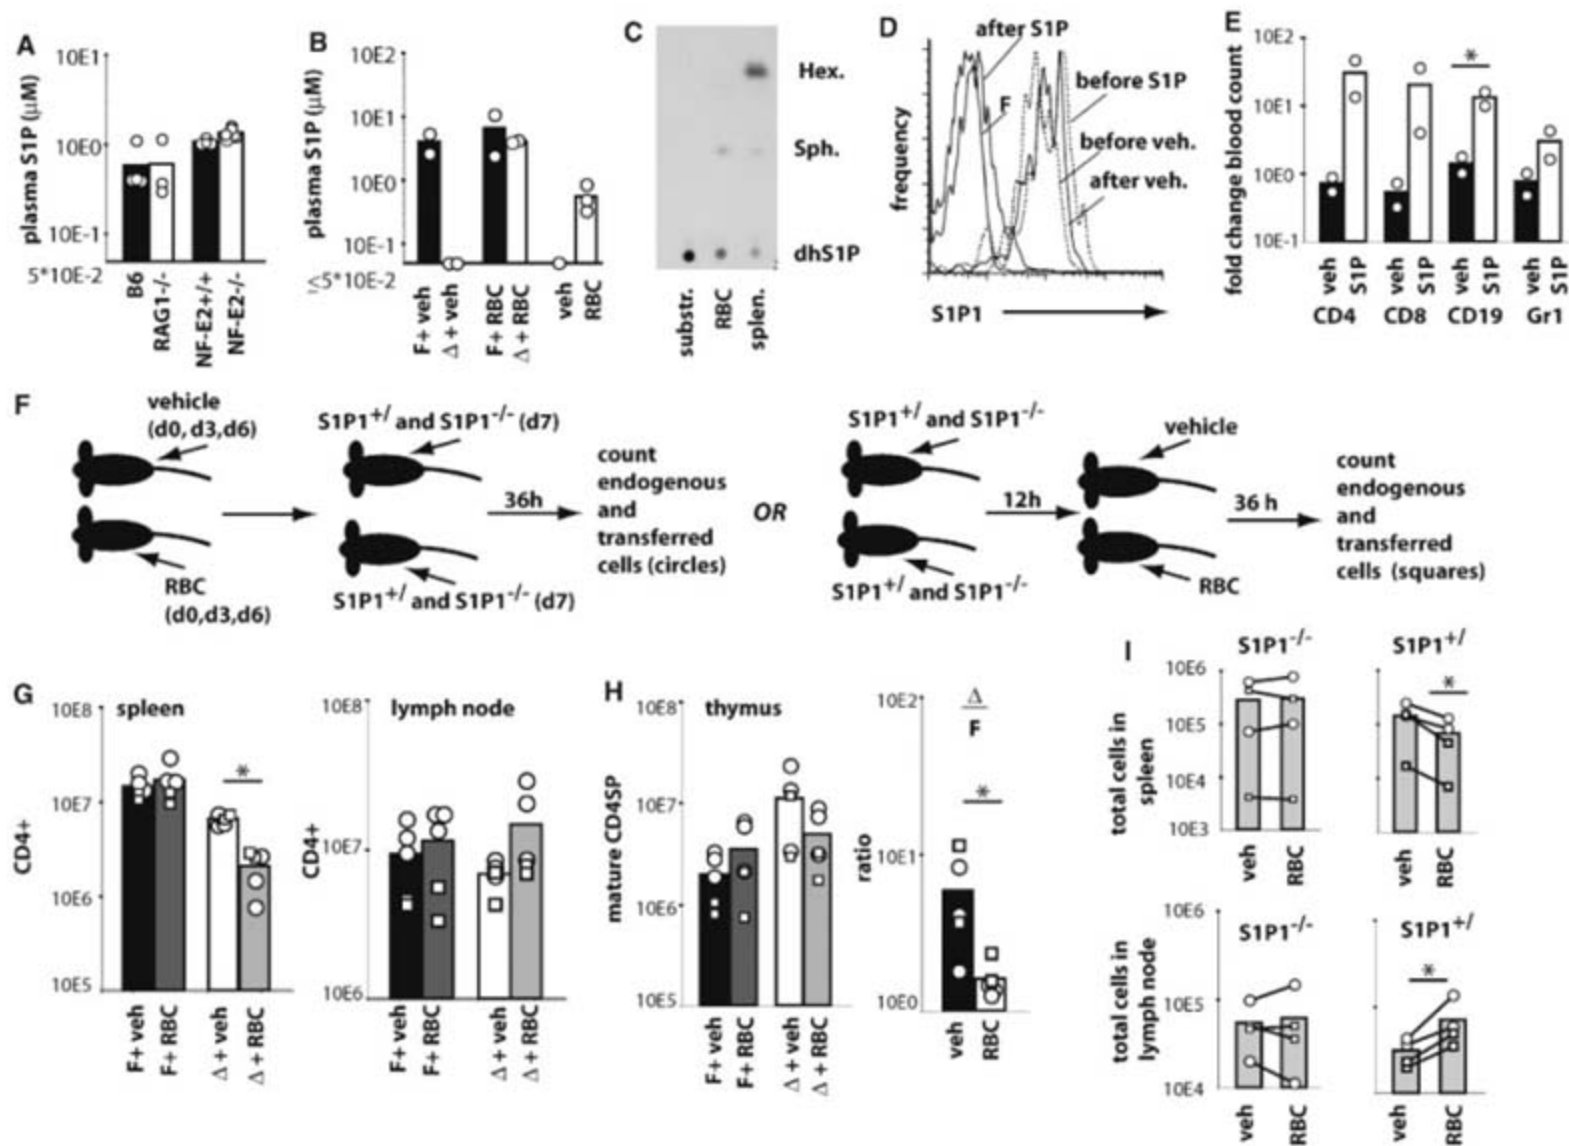 A
plasma S1P (µM)
10E1
10E0
10E-1
5*10E-2
B6
RAG1-/-
NF-E2+/+
NF-E2-/-
B
plasma S1P (µM)
10E2
10E1
10E0
10E-1
≤5*10E-2
F+ veh
Δ + veh
F+ RBC
Δ + RBC
veh
RBC
C
Hex.
Sph.
dhS1P
substr.
RBC
splen.
D
frequency
after S1P
F
before S1P
before veh.
after veh.
S1P1
E
fold change blood count
10E2
10E1
10E0
10E-1
*
veh
S1P
veh
S1P
veh
S1P
veh
S1P
CD4
CD8
CD19
Gr1
F
vehicle
(d0, d3,d6)
RBC
(d0,d3,d6)
S1P1+/ and S1P1-/- (d7)
S1P1+/ and S1P1-/- (d7)
36h
count
endogenous
and
transferred
cells (circles)
OR
S1P1+/ and S1P1-/-
S1P1+/ and S1P1-/-
12h
vehicle
RBC
36 h
count
endogenous
and
transferred
cells (squares)
G
spleen
CD4+
10E8
10E7
10E6
10E5
*
F+ veh
F+ RBC
Δ + veh
Δ + RBC
lymph node
CD4+
10E8
10E7
10E6
F+ veh
F+ RBC
Δ + veh
Δ + RBC
H
thymus
mature CD4SP
10E8
10E7
10E6
10E5
F+ veh
F+ RBC
Δ + veh
Δ + RBC
ratio
10E2
10E1
10E0
Δ
F
*
veh
RBC
I
S1P1-/-
total cells in
spleen
10E6
10E5
10E4
10E3
veh
RBC
S1P1+/
*
veh
RBC
S1P1-/-
total cells in
lymph node
10E6
10E5
10E4
veh
RBC
S1P1+/
*
veh
RBC